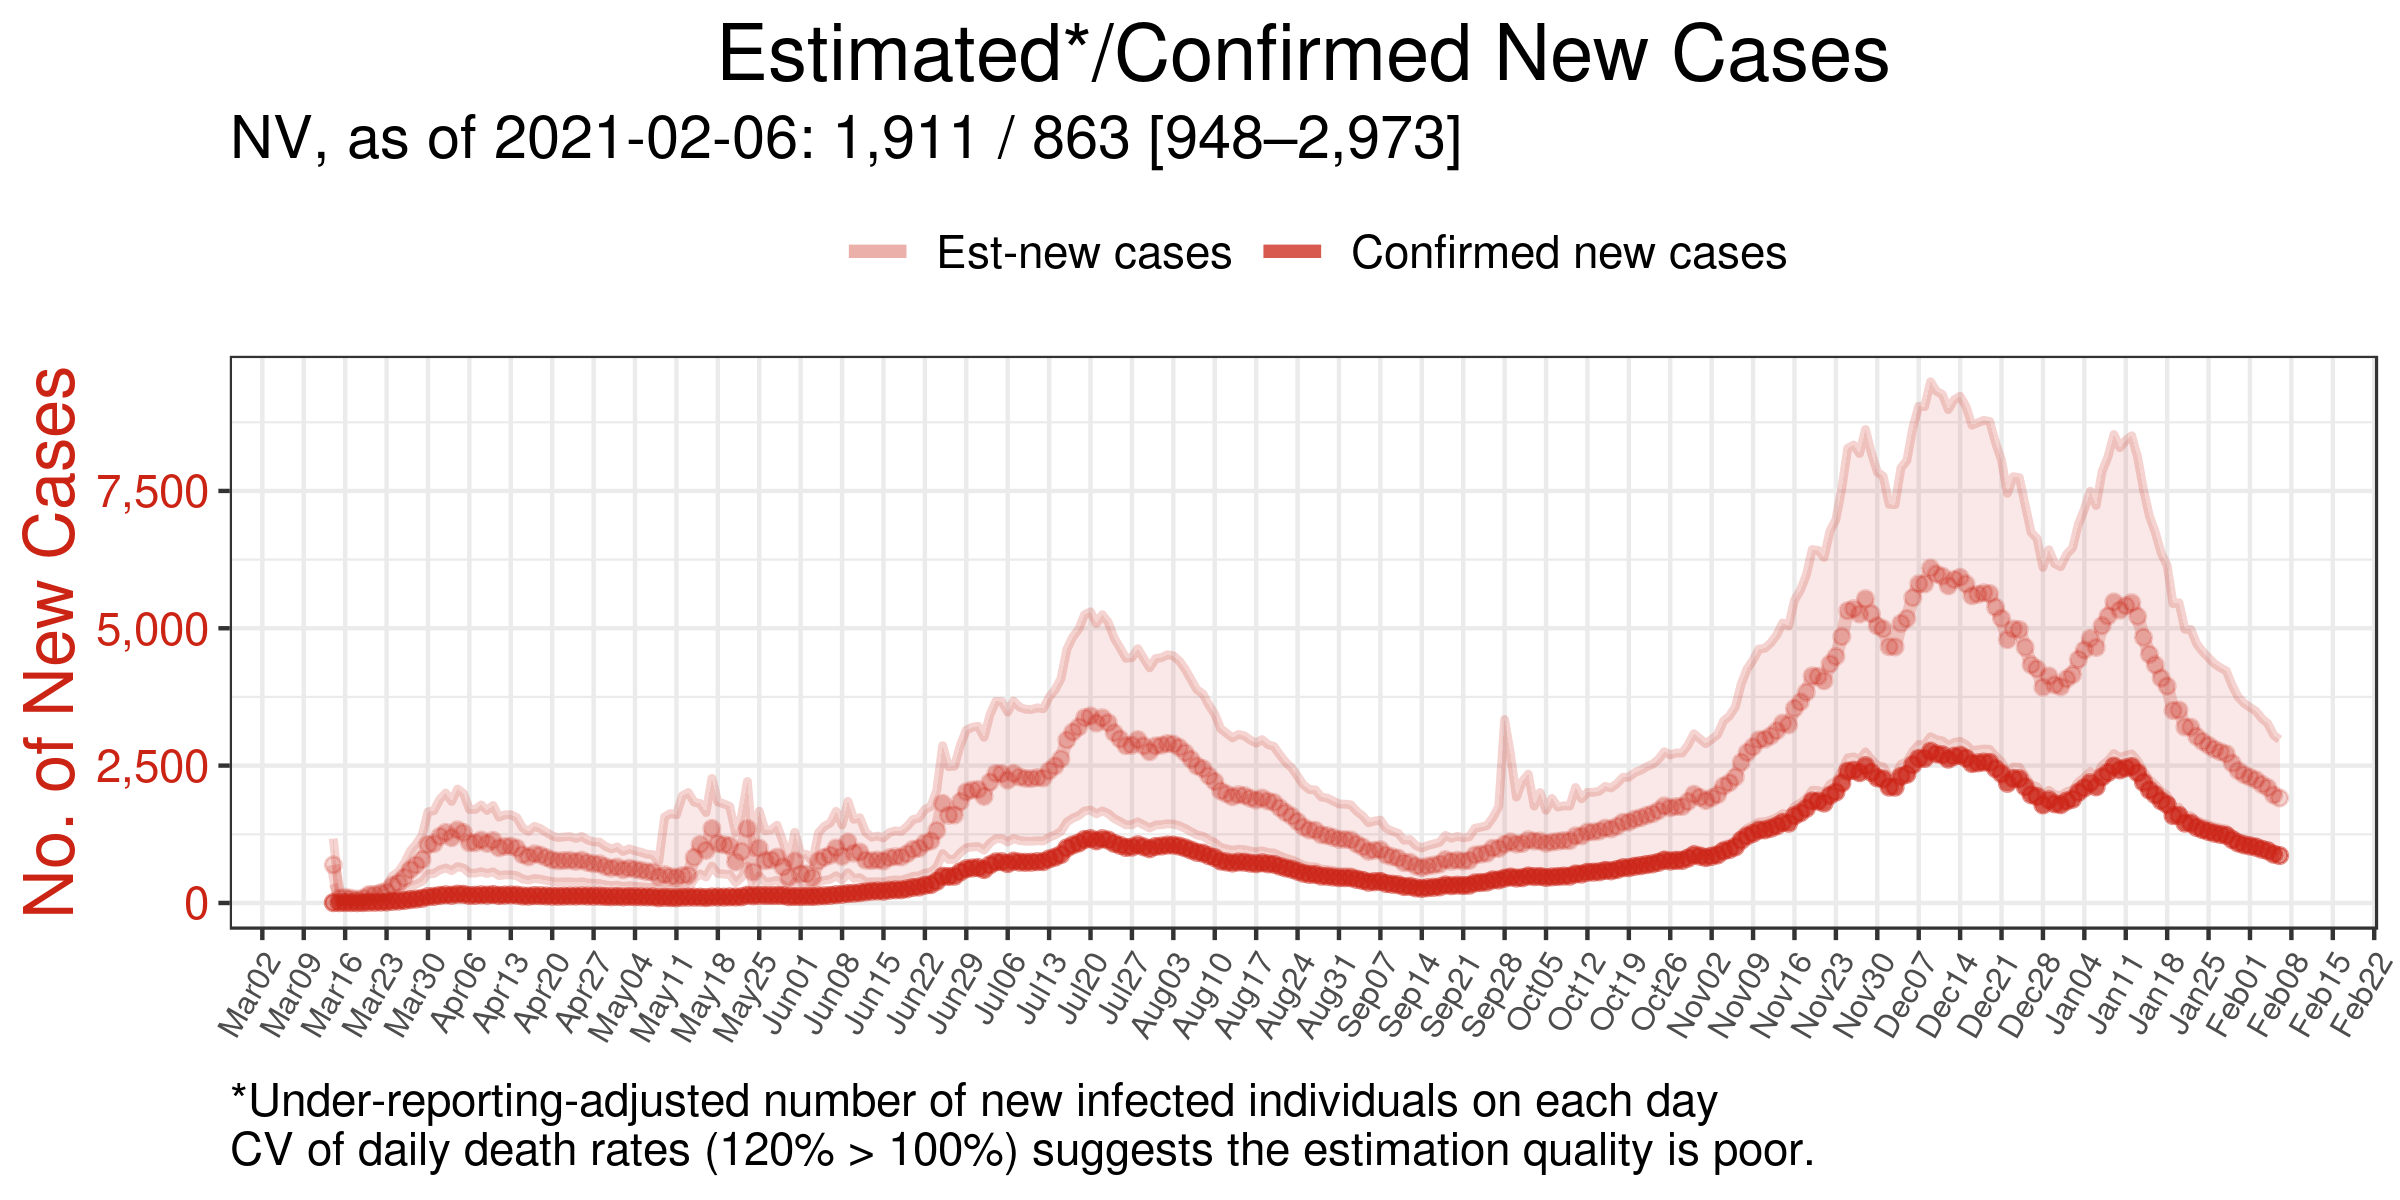 Estimated*/Confirmed New Cases
NV, as of 2021-02-06: 1,911 / 863 [948–2,973]
Est-new cases Confirmed new cases
No. of New Cases
7,500
5,000
2,500
0
Mar02 Mar09 Mar16 Mar23 Mar30 Apr06 Apr13 Apr20 Apr27 May04 May11 May18 May25 Jun01 Jun08 Jun15 Jun22 Jun29 Jul06 Jul13 Jul20 Jul27 Aug03 Aug10 Aug17 Aug24 Aug31 Sep07 Sep14 Sep21 Sep28 Oct05 Oct12 Oct19 Oct26 Nov02 Nov09 Nov16 Nov23 Nov30 Dec07 Dec14 Dec21 Dec28 Jan04 Jan11 Jan18 Jan25 Feb01 Feb08 Feb15 Feb22
*Under-reporting-adjusted number of new infected individuals on each day
CV of daily death rates (120% > 100%) suggests the estimation quality is poor.